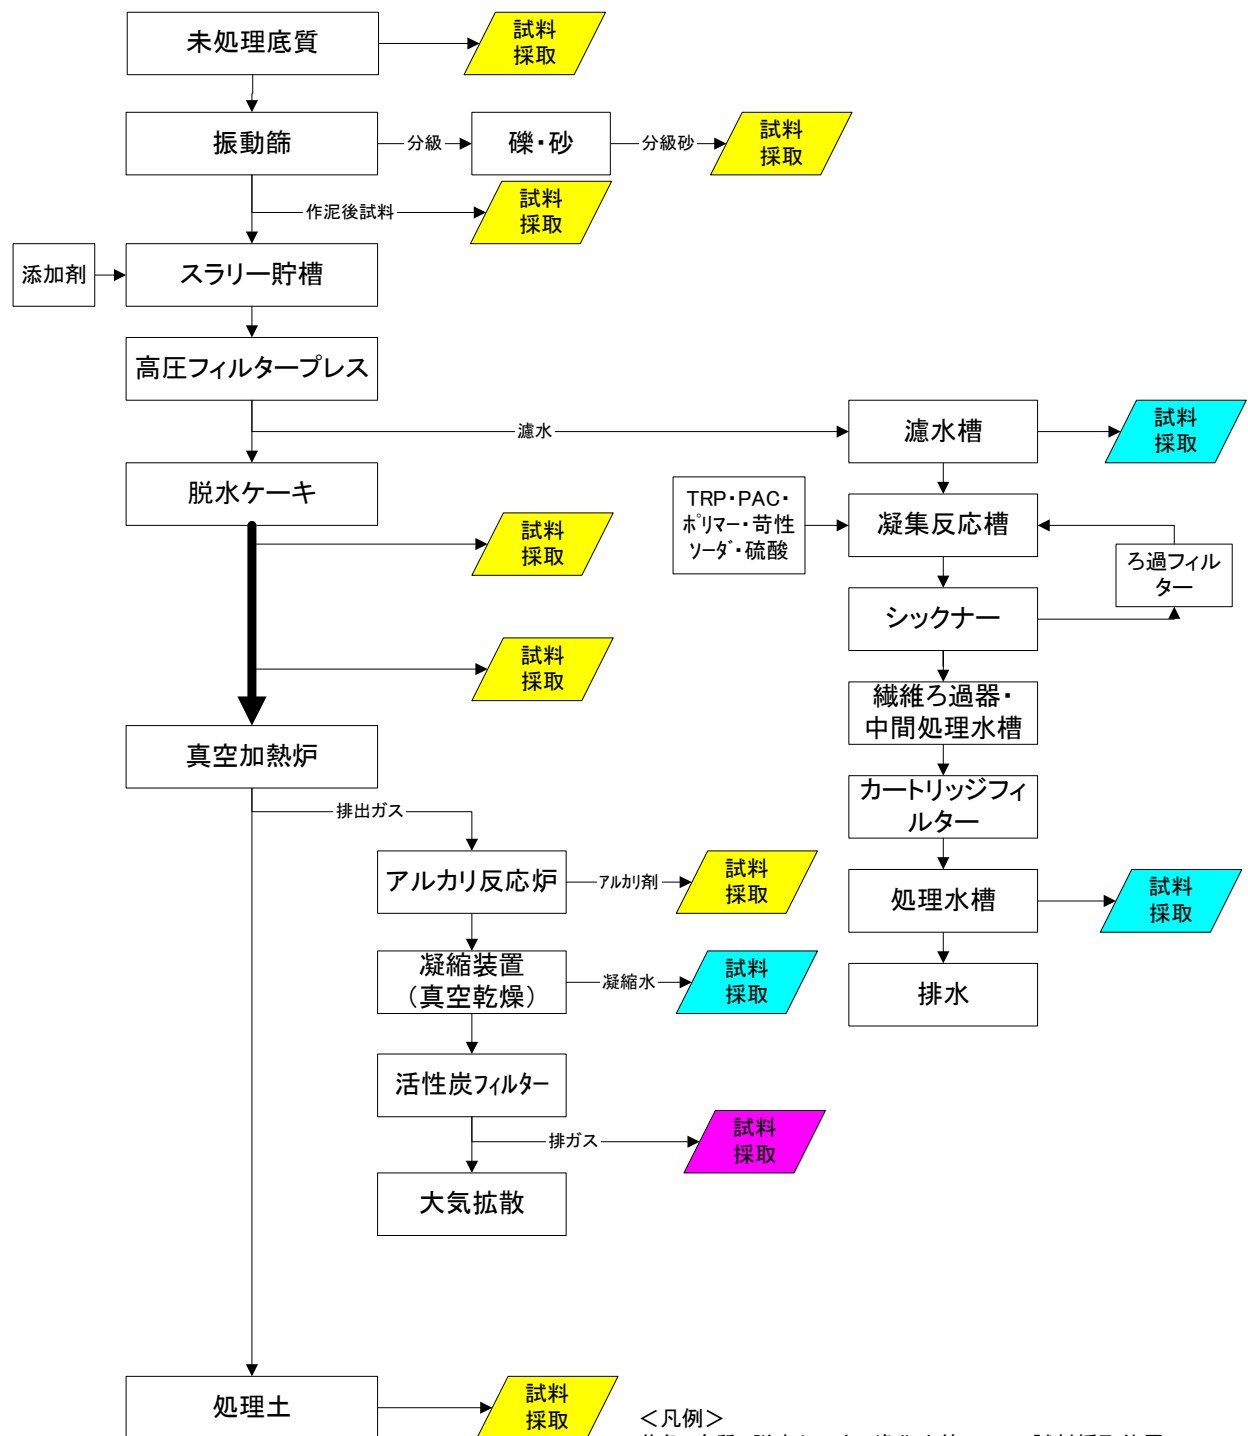 未処理底質
試料
採取
振動篩
分級
礫・砂
分級砂
試料
採取
作泥後試料
試料
採取
添加剤
スラリー貯槽
高圧フィルタープレス
濾水
濾水槽
試料
採取
脱水ケーキ
試料
採取
TRP・PAC・
ﾎﾟﾘﾏｰ・苛性
ｿｰﾀﾞ・硫酸
凝集反応槽
ろ過フィル
ター
シックナー
試料
採取
繊維ろ過器・
中間処理水槽
真空加熱炉
カートリッジフィ
ルター
排出ガス
アルカリ反応炉
ｱﾙｶﾘ剤
試料
採取
処理水槽
試料
採取
凝縮装置
（真空乾燥）
凝縮水
試料
採取
排水
活性炭ﾌｨﾙﾀｰ
排ガス
試料
採取
大気拡散
処理土
試料
採取
＜凡例＞